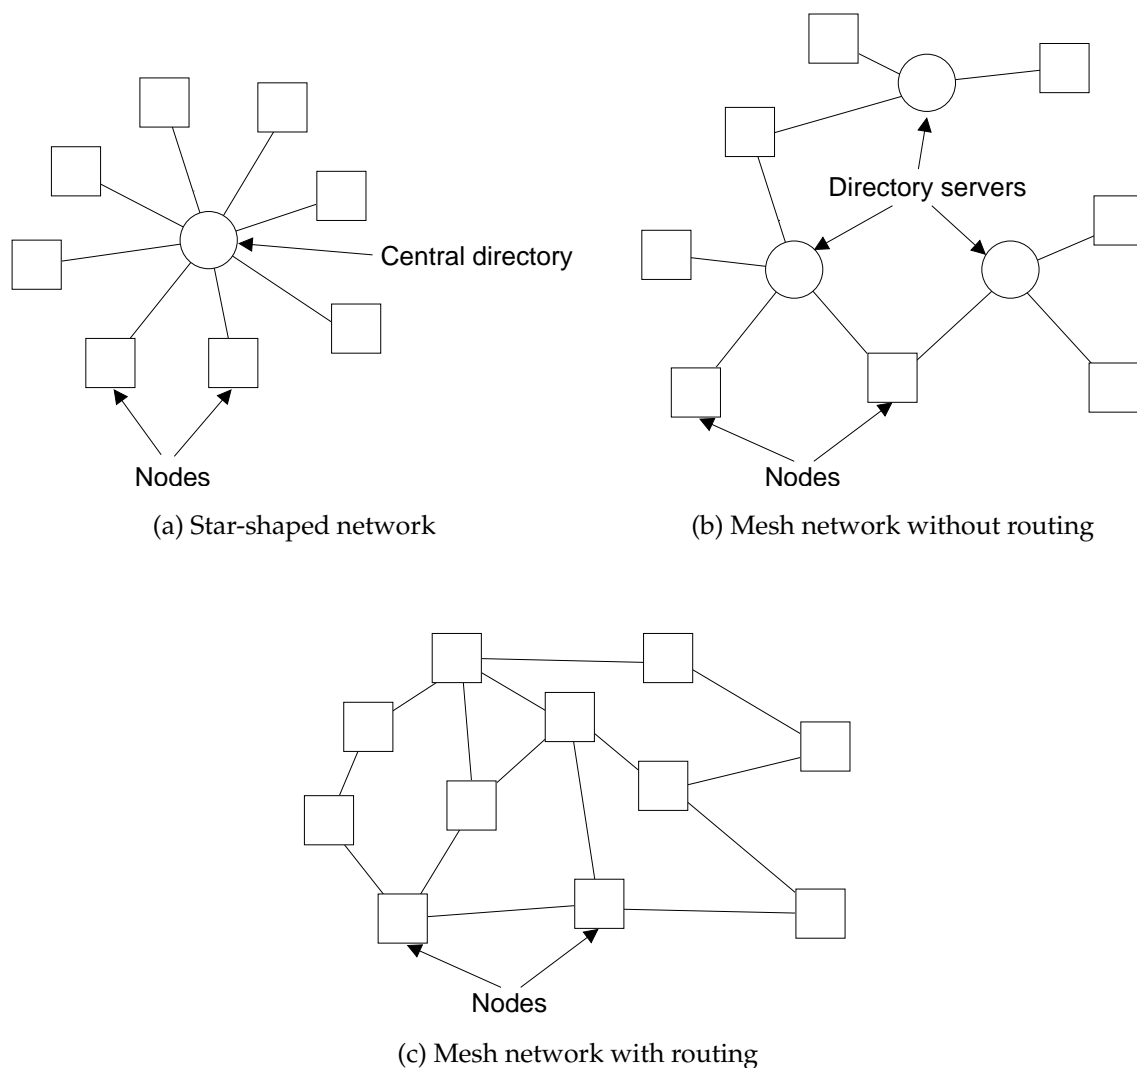 Central directory
Nodes
(a) Star-shaped network
Directory servers
Nodes
(b) Mesh network without routing
Nodes
(c) Mesh network with routing